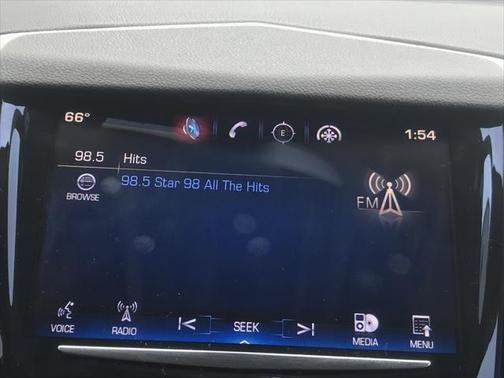 66° E 1:54
98.5 Hits
98.5 Star 98 All The Hits
FM
BROWSE
VOICE RADIO SEEK MEDIA MENU